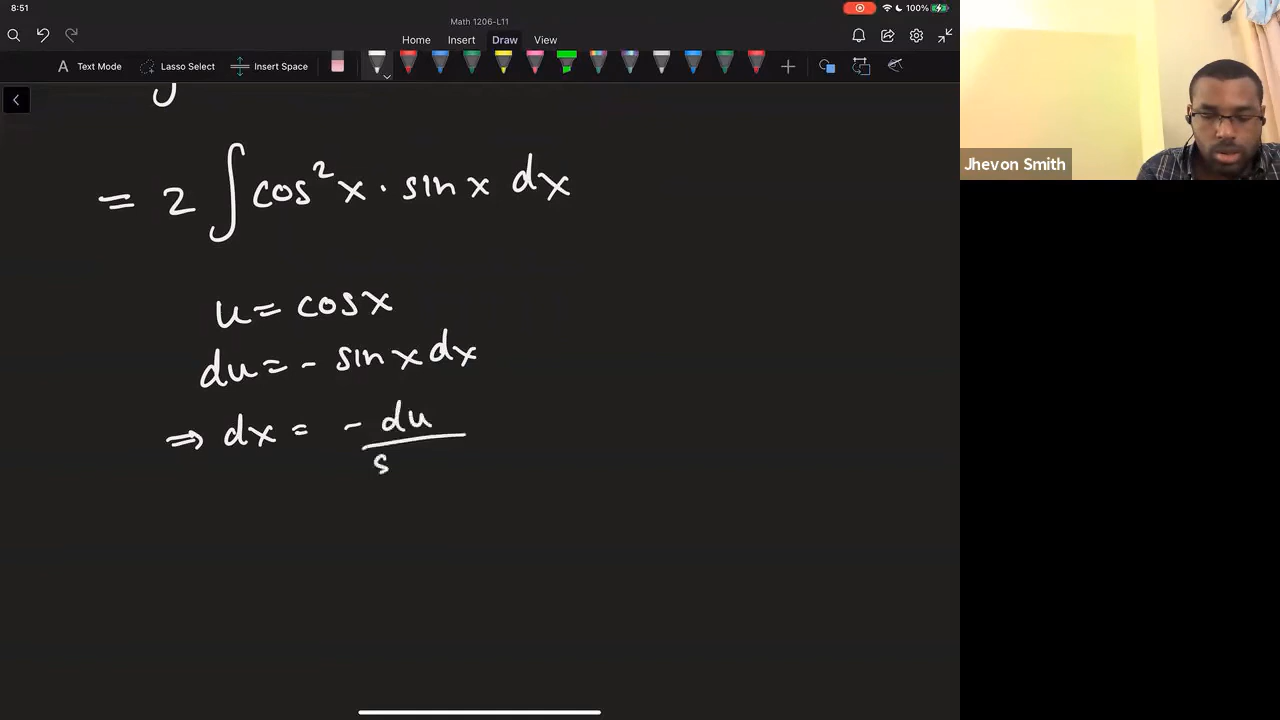 8:51
100%
Math 1206-L11
Home Insert Draw View
Text Mode Lasso Select Insert Space
= 2 ∫ cos² x · sin x dx
u = cos x
du = - sin x dx
⇒ dx = - du
s
Jhevon Smith